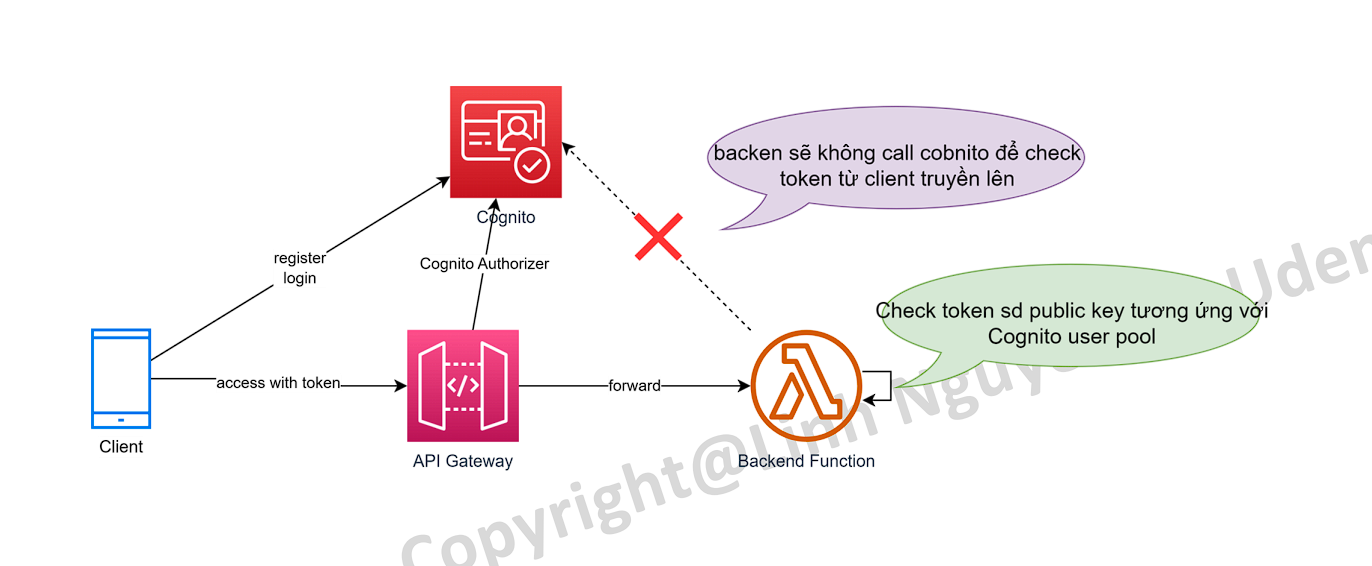 backen sẽ không call cobnito để check
token từ client truyền lên
Cognito
register
login
Cognito Authorizer
Check token sd public key tương ứng với
Cognito user pool
access with token
forward
Client
API Gateway
Backend Function
Copyright@Linh Nguye Uden